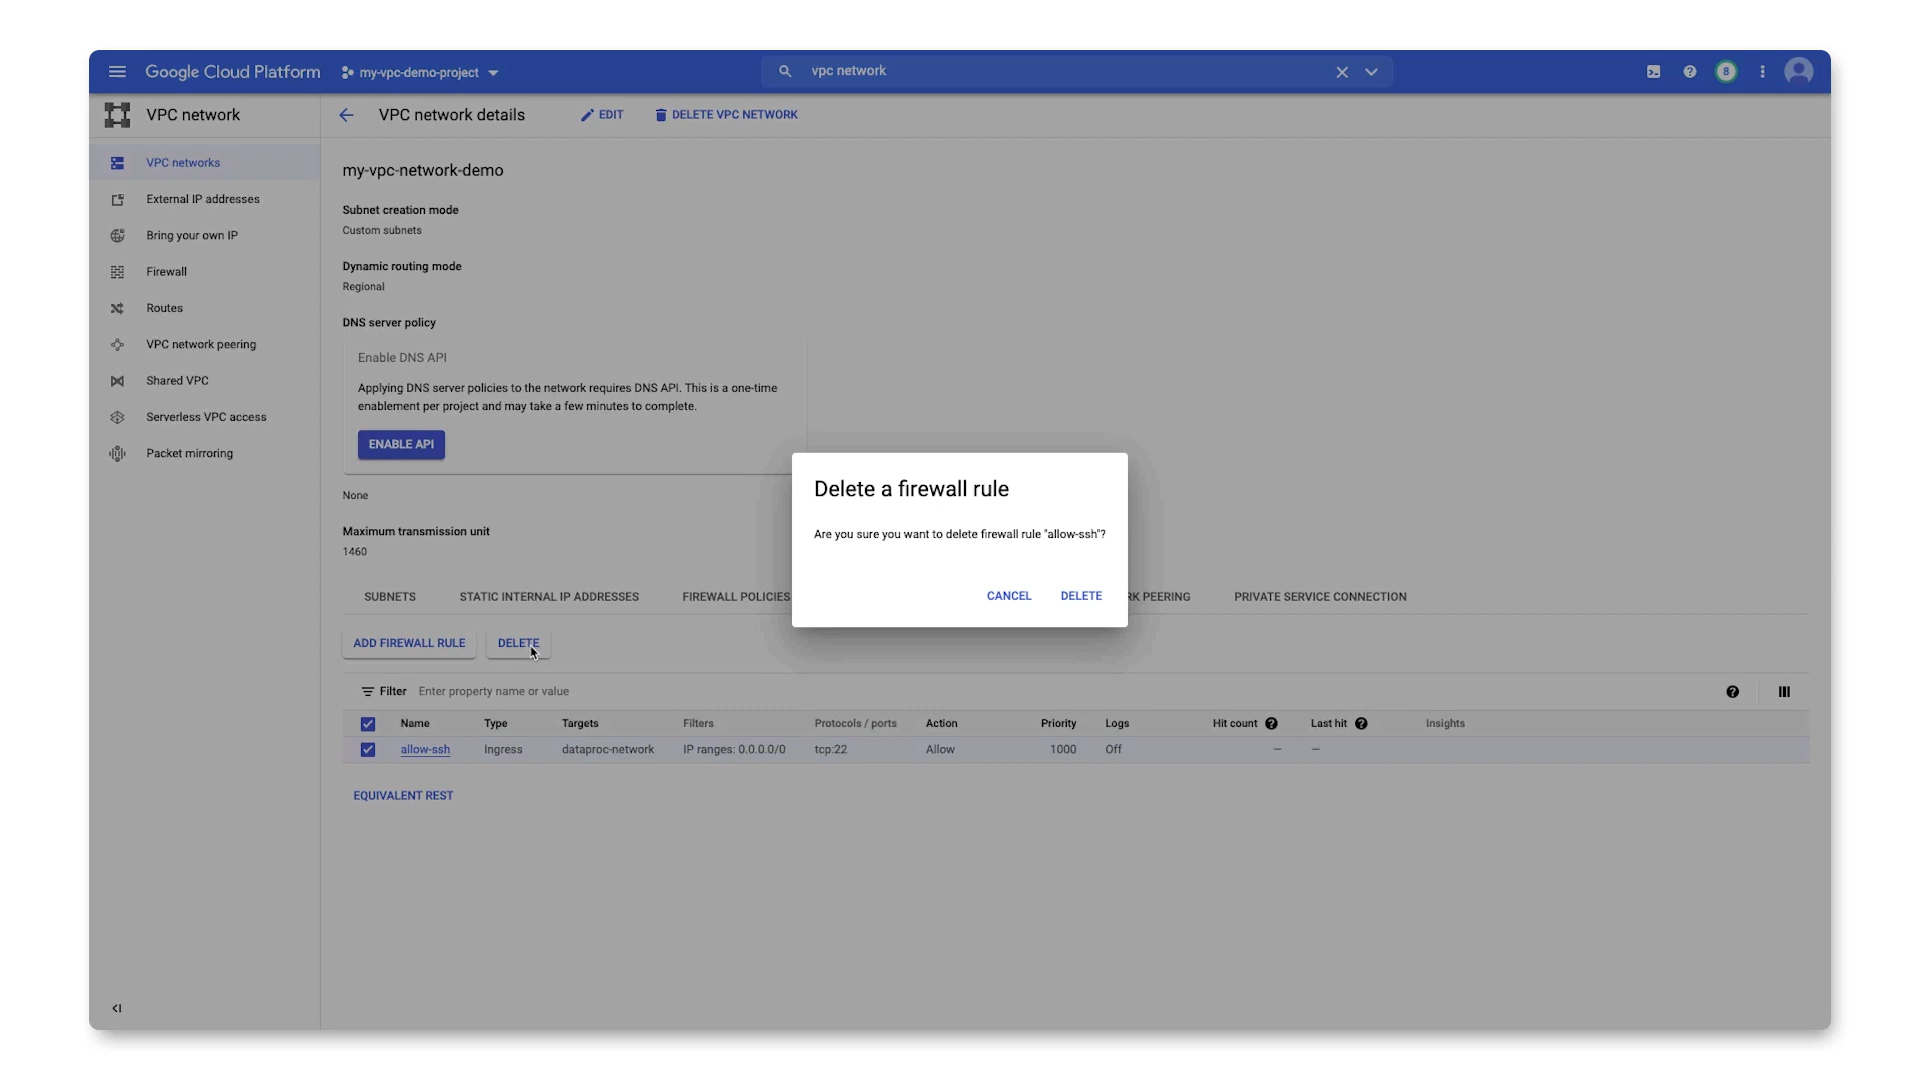 Google Cloud Platform
my-vpc-demo-project
vpc network
8
VPC network
VPC network details
EDIT
DELETE VPC NETWORK
VPC networks
External IP addresses
Bring your own IP
Firewall
Routes
VPC network peering
Shared VPC
Serverless VPC access
Packet mirroring
my-vpc-network-demo
Subnet creation mode
Custom subnets
Dynamic routing mode
Regional
DNS server policy
Enable DNS API
Applying DNS server policies to the network requires DNS API. This is a one-time
enablement per project and may take a few minutes to complete.
ENABLE API
None
Maximum transmission unit
1460
Delete a firewall rule
Are you sure you want to delete firewall rule "allow-ssh"?
CANCEL DELETE
SUBNETS STATIC INTERNAL IP ADDRESSES FIREWALL POLICIES PEERING PRIVATE SERVICE CONNECTION
ADD FIREWALL RULE DELETE
Filter Enter property name or value
Name Type Targets Filters Protocols / ports Action Priority Logs Hit count Last hit Insights
allow-ssh Ingress dataproc-network IP ranges: 0.0.0.0/0 tcp:22 Allow 1000 Off — —
EQUIVALENT REST